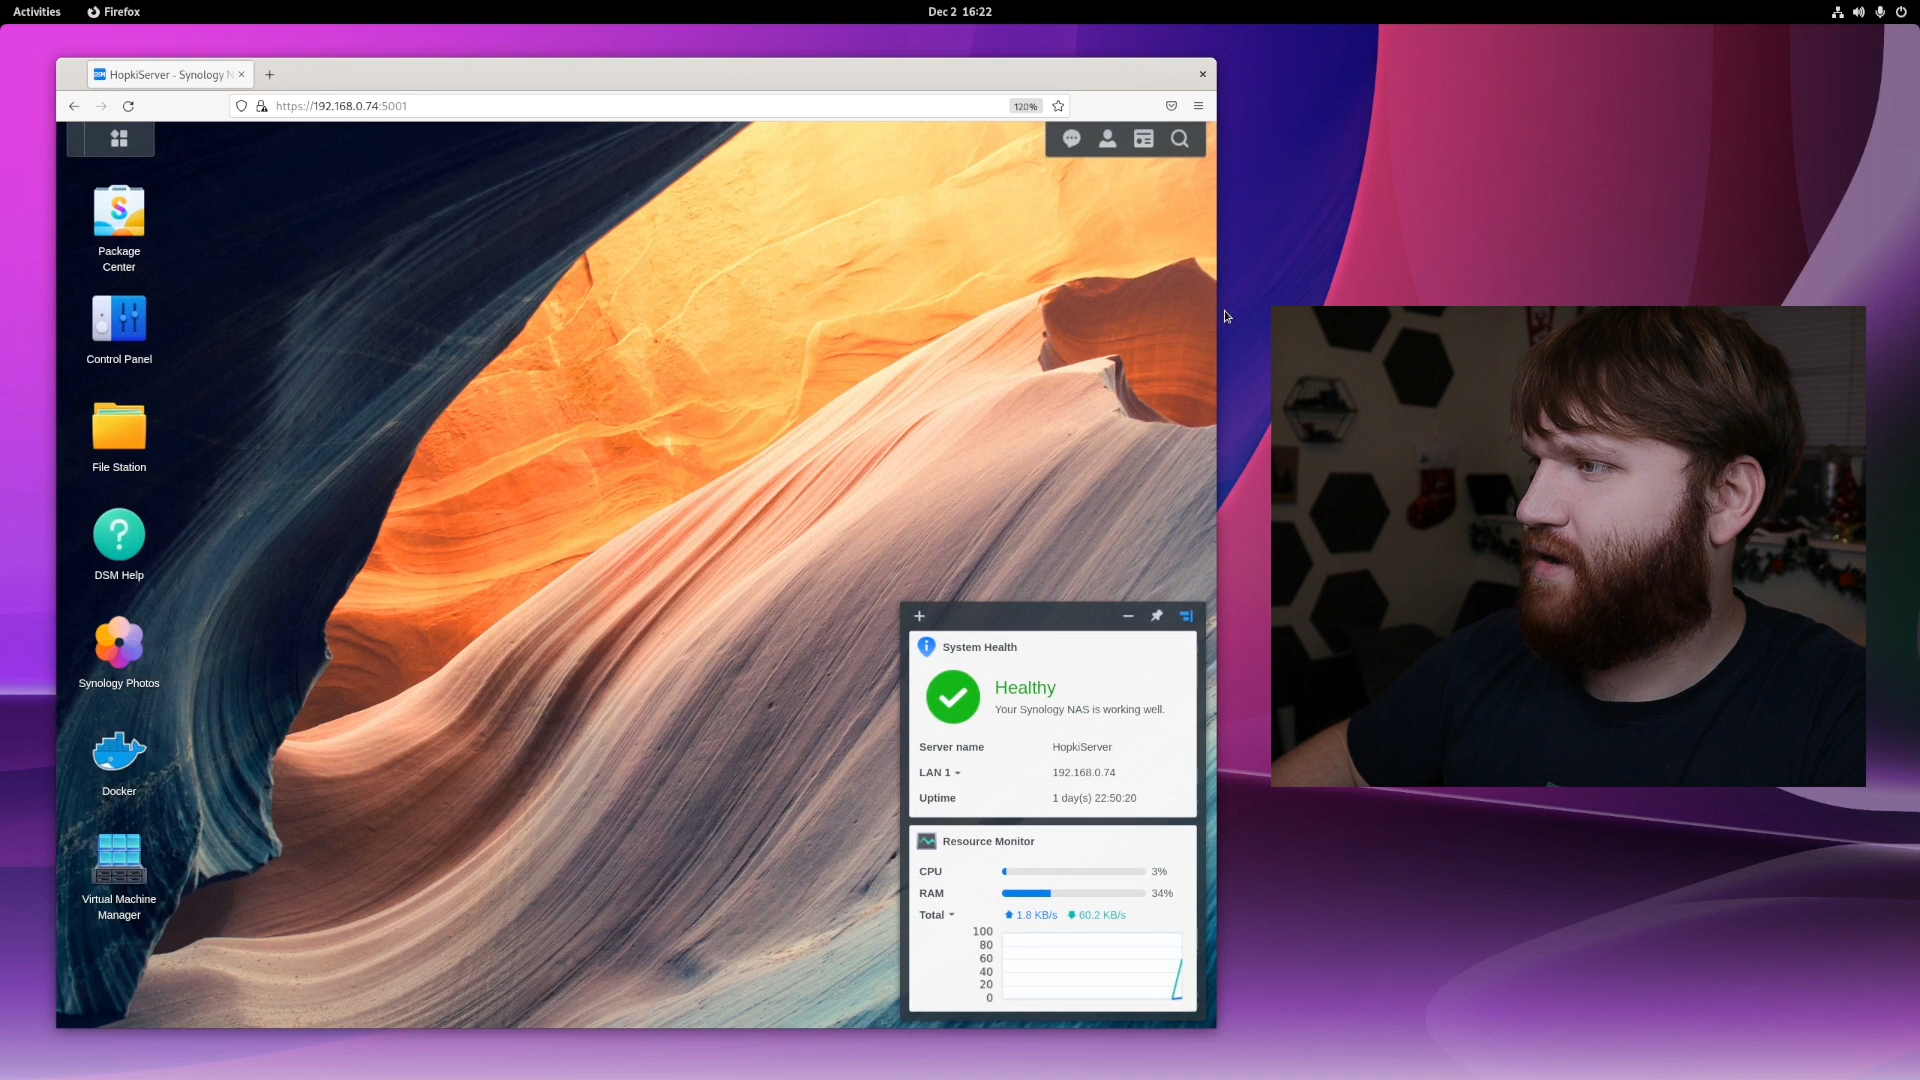 Activities
Firefox
Dec 2 16:22
DSM
HopkiServer - Synology N
https://192.168.0.74:5001
120%
S
Package
Center
Control Panel
File Station
?
DSM Help
Synology Photos
Docker
Virtual Machine
Manager
System Health
Healthy
Your Synology NAS is working well.
Server name HopkiServer
LAN 1 192.168.0.74
Uptime 1 day(s) 22:50:20
Resource Monitor
CPU 3%
RAM 34%
Total 1.8 KB/s 60.2 KB/s
100
80
60
40
20
0